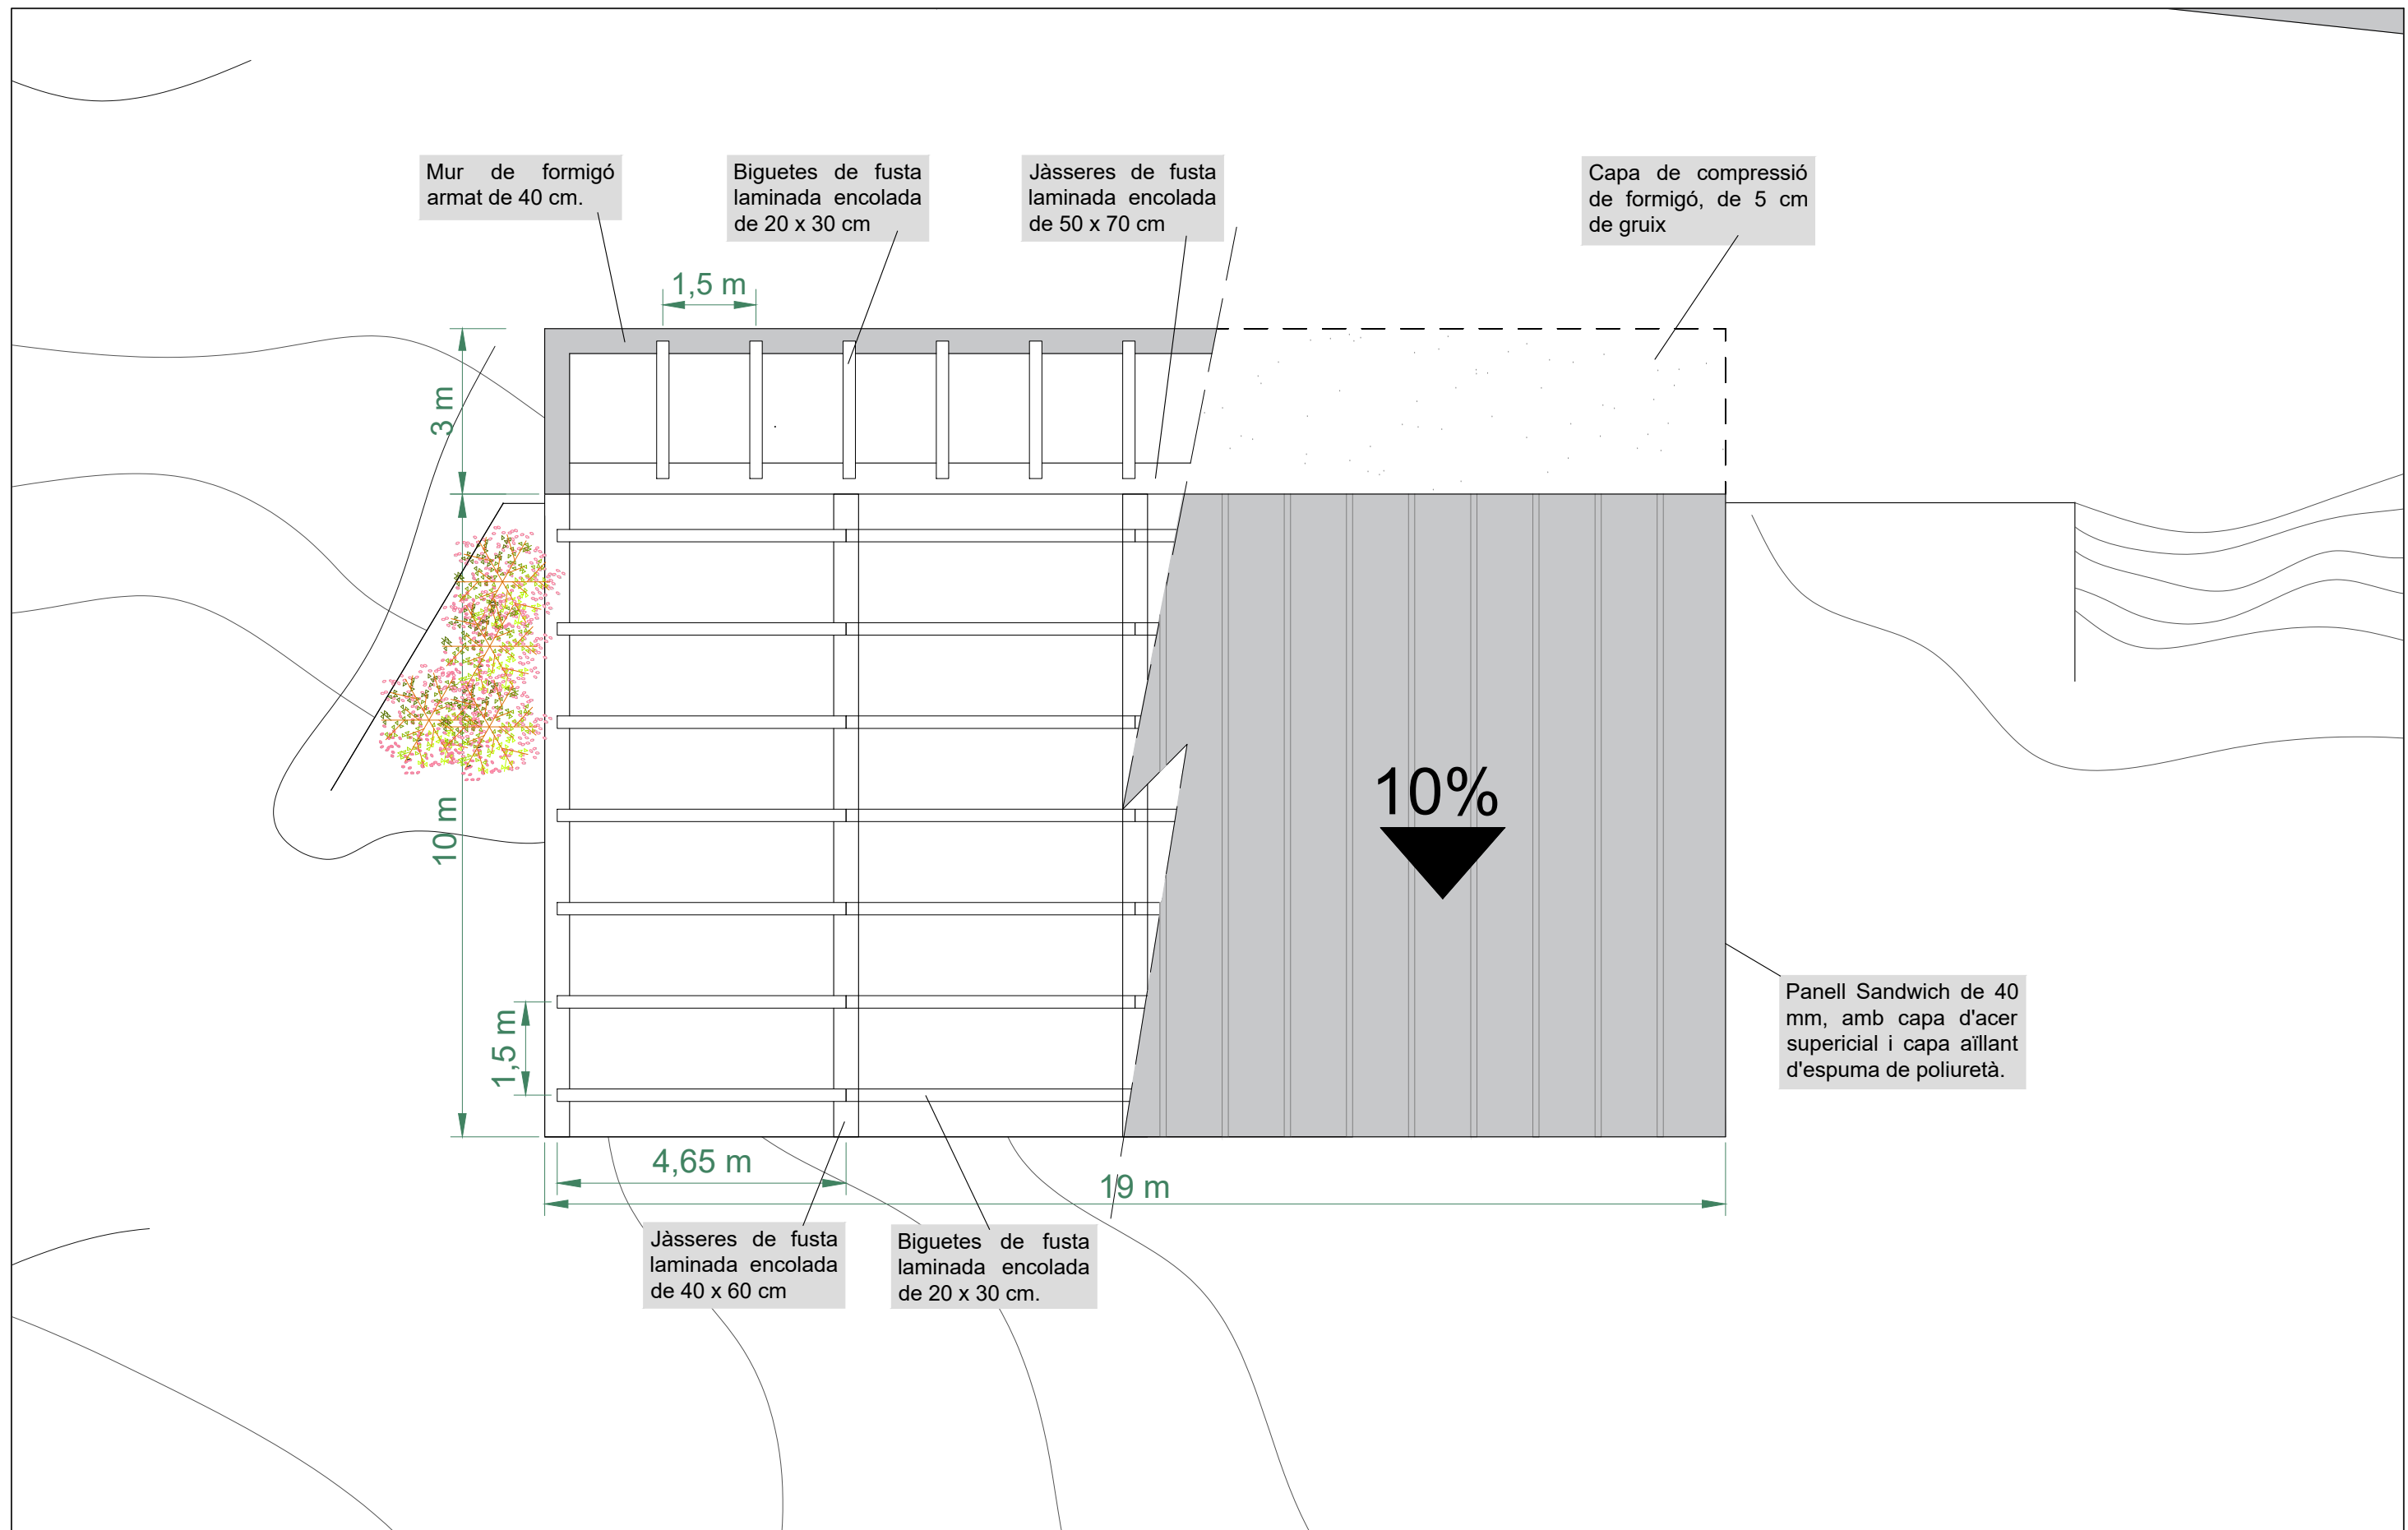 Mur de formigó
armat de 40 cm.
Biguetes de fusta
laminada encolada
de 20 x 30 cm
Jàsseres de fusta
laminada encolada
de 50 x 70 cm
Capa de compressió
de formigó, de 5 cm
de gruix
1,5 m
3 m
10 m
10%
1,5 m
Panell Sandwich de 40
mm, amb capa d'acer
supericial i capa aïllant
d'espuma de poliuretà.
4,65 m
19 m
Jàsseres de fusta
laminada encolada
de 40 x 60 cm
Biguetes de fusta
laminada encolada
de 20 x 30 cm.